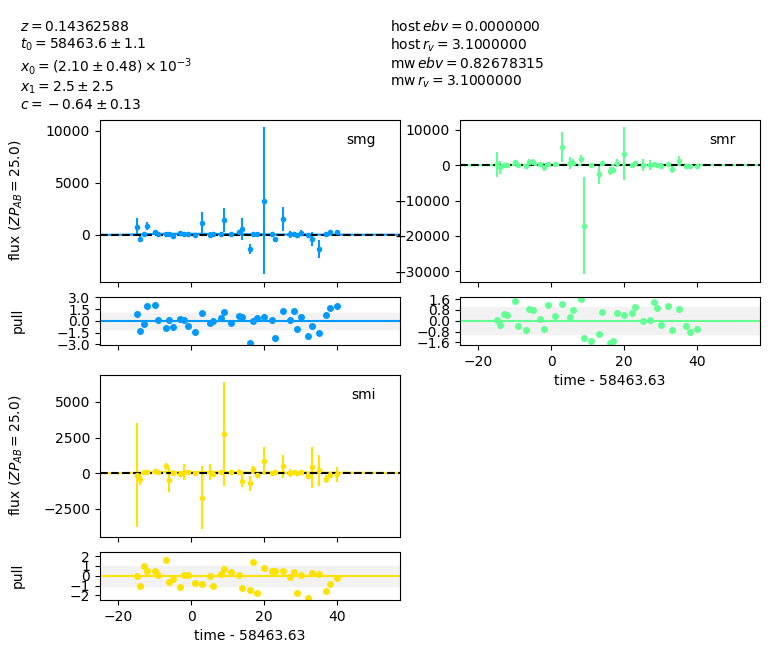 z = 0.14362588
t₀ = 58463.6 ± 1.1
x₀ = (2.10 ± 0.48) × 10⁻³
x₁ = 2.5 ± 2.5
c = −0.64 ± 0.13
host ebv = 0.0000000
host r_v = 3.1000000
mw ebv = 0.82678315
mw r_v = 3.1000000
smg
10000
5000
0
flux (ZP_AB = 25.0)
3.0
1.5
0.0
−1.5
−3.0
pull
smr
10000
0
−10000
−20000
−30000
1.6
0.8
0.0
−0.8
−1.6
−20
0
20
40
time - 58463.63
smi
5000
2500
0
−2500
flux (ZP_AB = 25.0)
2
1
0
−1
−2
pull
−20
0
20
40
time - 58463.63